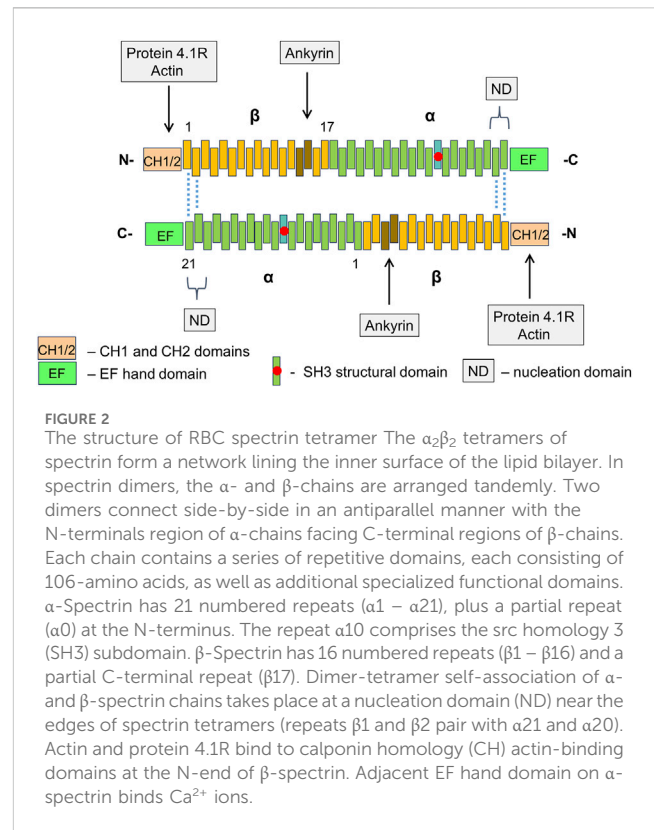 Protein 4.1R
Actin
Ankyrin
ND
β
α
1
17
N-
CH1/2
EF
-C
C-
EF
CH1/2
-N
21
α
1
β
ND
Ankyrin
Protein 4.1R
Actin
CH1/2 – CH1 and CH2 domains
EF – EF hand domain
- SH3 structural domain
ND – nucleation domain
FIGURE 2
The structure of RBC spectrin tetramer The α₂β₂ tetramers of
spectrin form a network lining the inner surface of the lipid bilayer. In
spectrin dimers, the α- and β-chains are arranged tandemly. Two
dimers connect side-by-side in an antiparallel manner with the
N-terminals region of α-chains facing C-terminal regions of β-chains.
Each chain contains a series of repetitive domains, each consisting of
106-amino acids, as well as additional specialized functional domains.
α-Spectrin has 21 numbered repeats (α1 – α21), plus a partial repeat
(α0) at the N-terminus. The repeat α10 comprises the src homology 3
(SH3) subdomain. β-Spectrin has 16 numbered repeats (β1 – β16) and a
partial C-terminal repeat (β17). Dimer-tetramer self-association of α-
and β-spectrin chains takes place at a nucleation domain (ND) near the
edges of spectrin tetramers (repeats β1 and β2 pair with α21 and α20).
Actin and protein 4.1R bind to calponin homology (CH) actin-binding
domains at the N-end of β-spectrin. Adjacent EF hand domain on α-
spectrin binds Ca²⁺ ions.